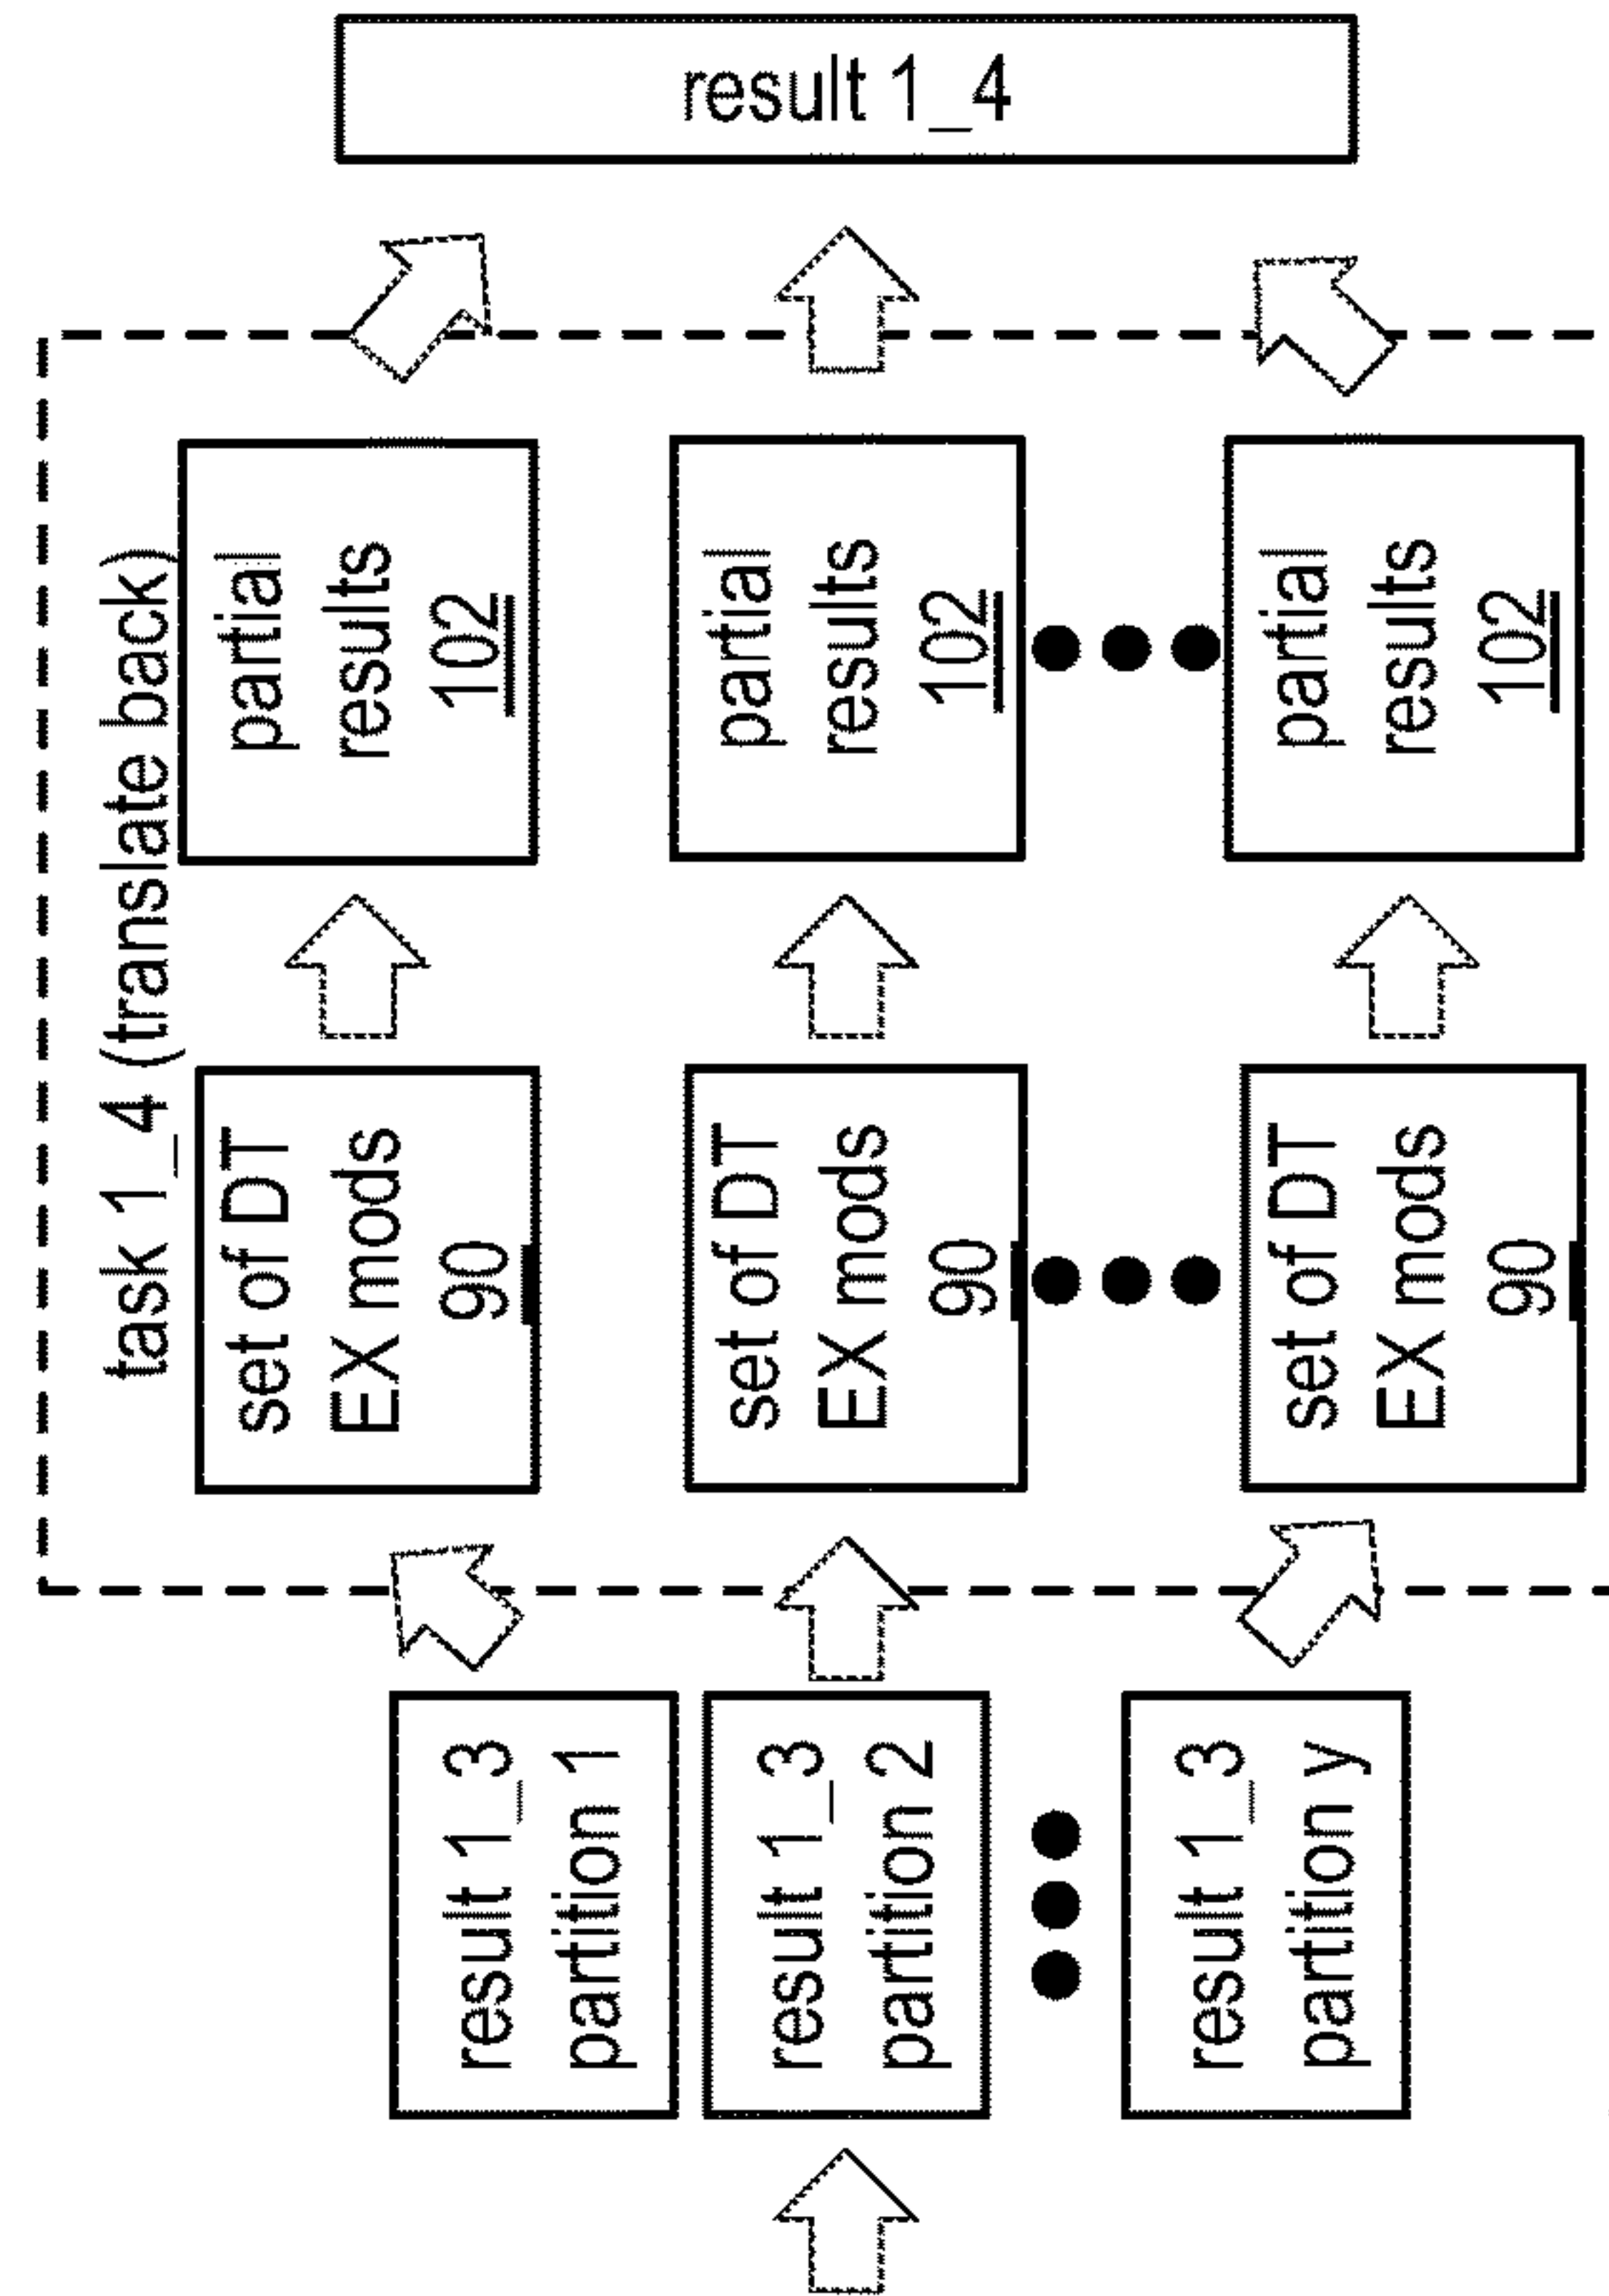 task 1_4 (translate back)
result 1_3
partition 1
set of DT
EX mods
90
partial
results
102
result 1_3
partition 2
set of DT
EX mods
90
partial
results
102
result 1_3
partition y
set of DT
EX mods
90
partial
results
102
result 1_4